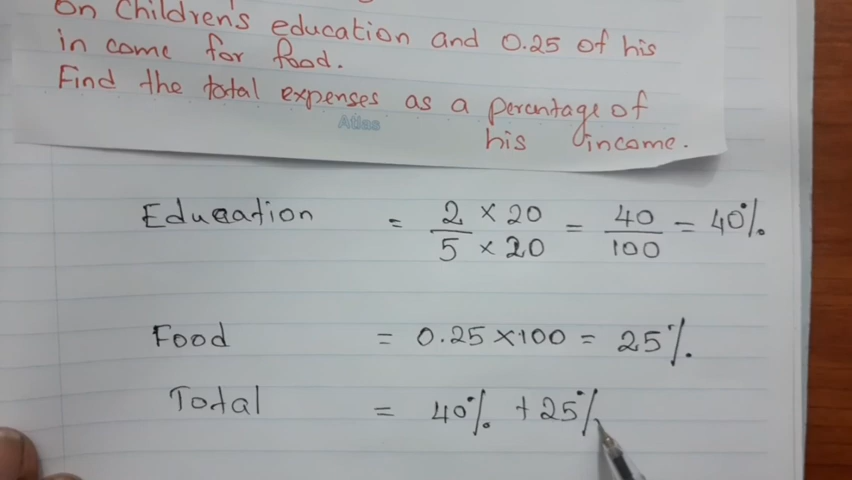 on Children's education and 0.25 of his
in come for food.
Find the total expenses as a percentage of
his income.
Atlas
Education = 2 × 20 / 5 × 20 = 40 / 100 = 40%
Food = 0.25 × 100 = 25%
Total = 40% + 25%